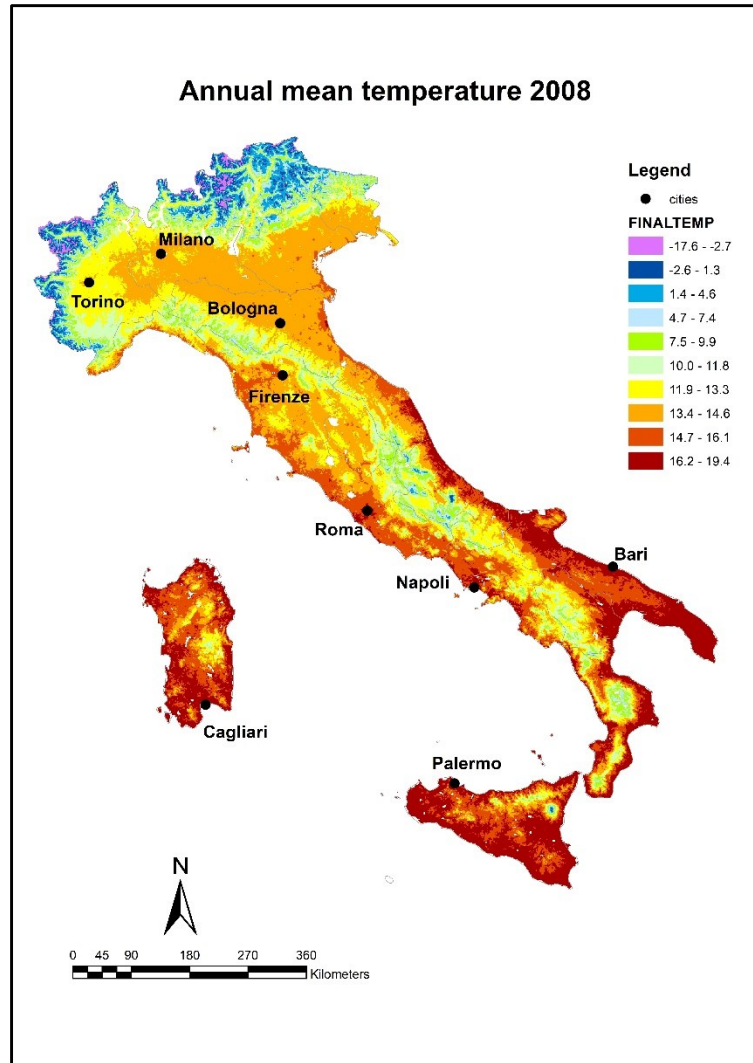 Annual mean temperature 2008
Legend
cities
FINALTEMP
-17.6 - -2.7
-2.6 - 1.3
1.4 - 4.6
4.7 - 7.4
7.5 - 9.9
10.0 - 11.8
11.9 - 13.3
13.4 - 14.6
14.7 - 16.1
16.2 - 19.4
Milano
Torino
Bologna
Firenze
Roma
Bari
Napoli
Cagliari
Palermo
N
0 45 90 180 270 360
Kilometers